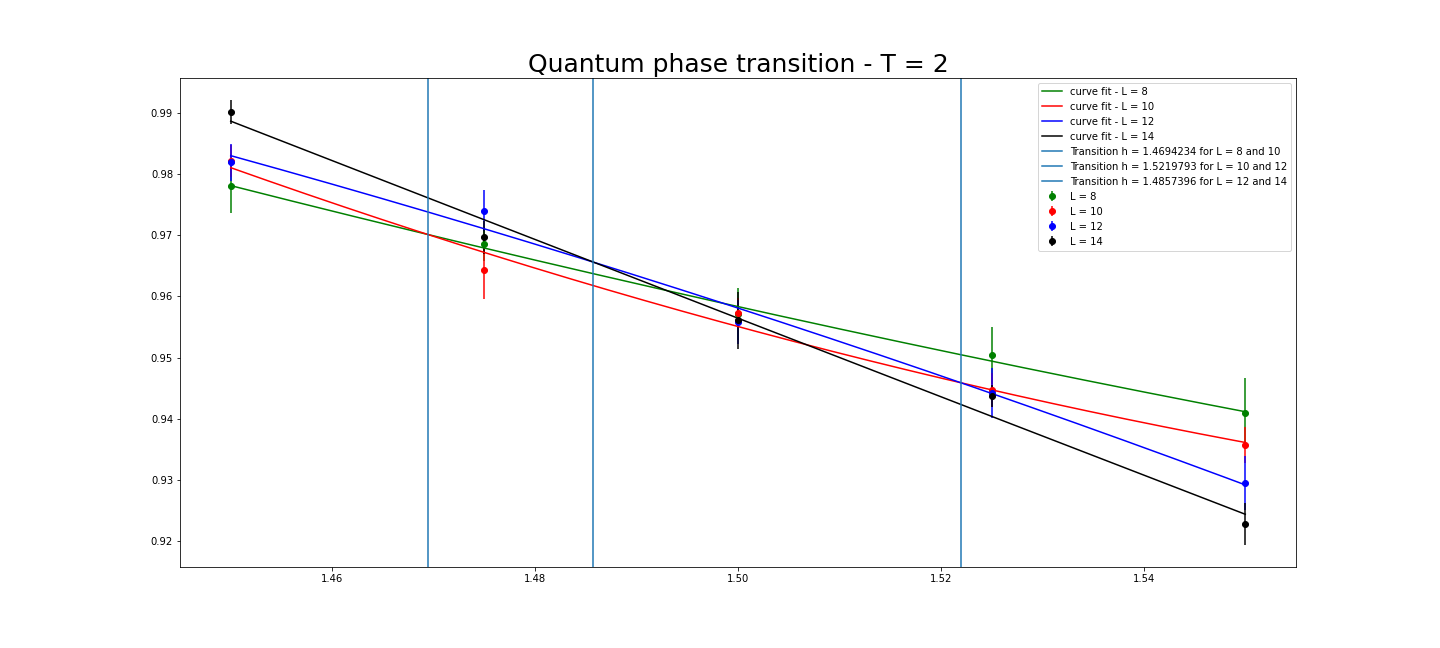 Quantum phase transition - T = 2
curve fit - L = 8
curve fit - L = 10
curve fit - L = 12
curve fit - L = 14
Transition h = 1.4694234 for L = 8 and 10
Transition h = 1.5219793 for L = 10 and 12
Transition h = 1.4857396 for L = 12 and 14
L = 8
L = 10
L = 12
L = 14
0.99
0.98
0.97
0.96
0.95
0.94
0.93
0.92
1.46 1.48 1.50 1.52 1.54